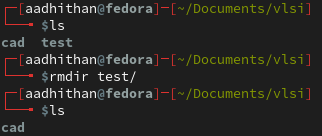 ┌─[aadhithan@fedora]─[~/Documents/vlsi]
└──╼ $ls
cad  test
┌─[aadhithan@fedora]─[~/Documents/vlsi]
└──╼ $rmdir test/
┌─[aadhithan@fedora]─[~/Documents/vlsi]
└──╼ $ls
cad